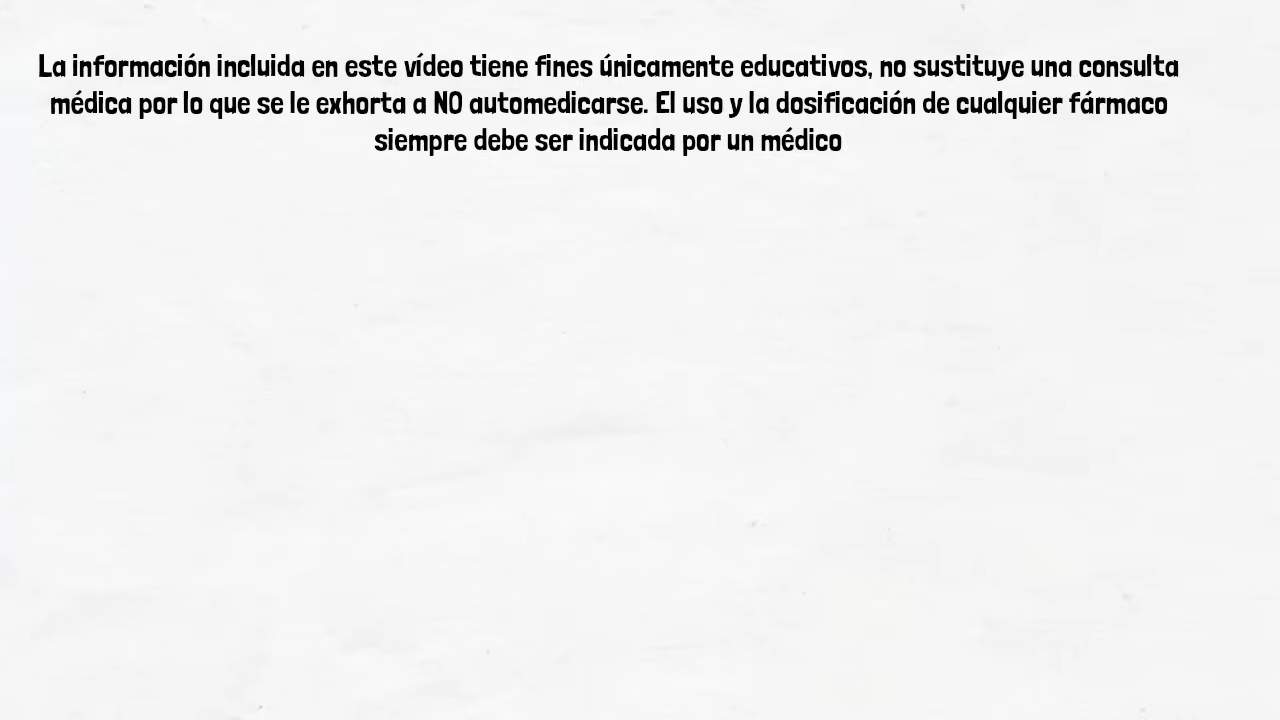 La información incluida en este vídeo tiene fines únicamente educativos, no sustituye una consulta
médica por lo que se le exhorta a NO automedicarse. El uso y la dosificación de cualquier fármaco
siempre debe ser indicada por un médico